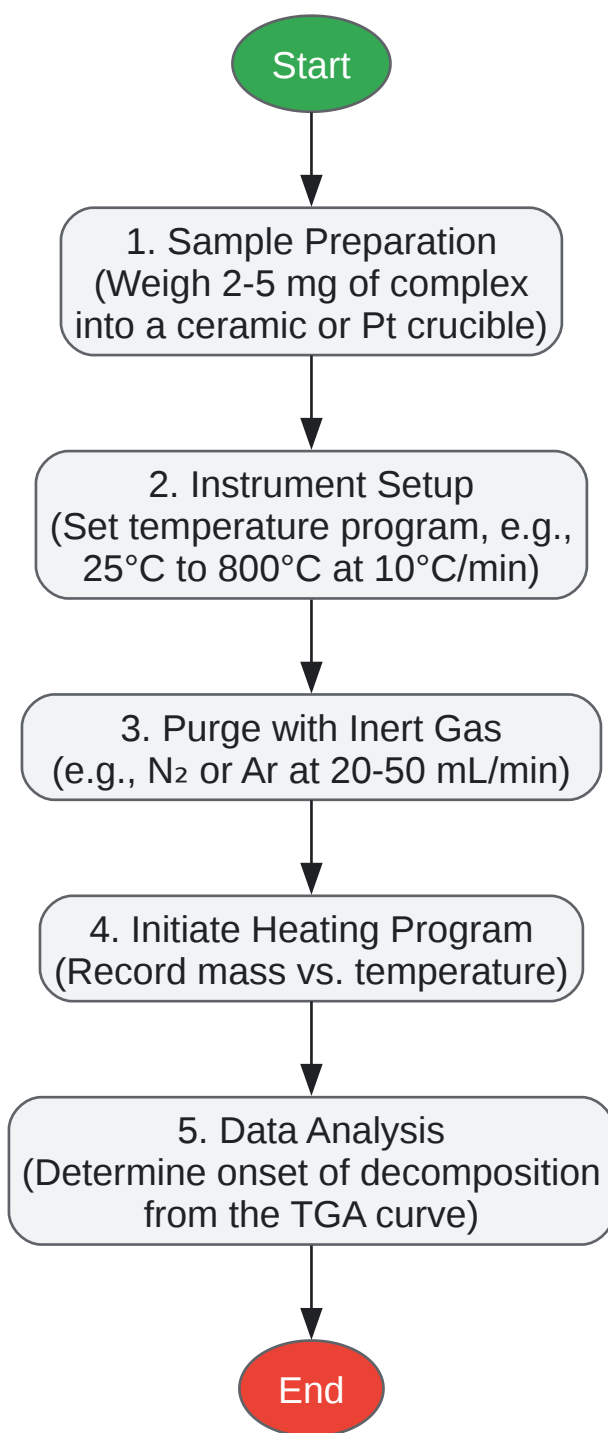 Start
1. Sample Preparation
(Weigh 2-5 mg of complex
into a ceramic or Pt crucible)
2. Instrument Setup
(Set temperature program, e.g.,
25°C to 800°C at 10°C/min)
3. Purge with Inert Gas
(e.g., N₂ or Ar at 20-50 mL/min)
4. Initiate Heating Program
(Record mass vs. temperature)
5. Data Analysis
(Determine onset of decomposition
from the TGA curve)
End